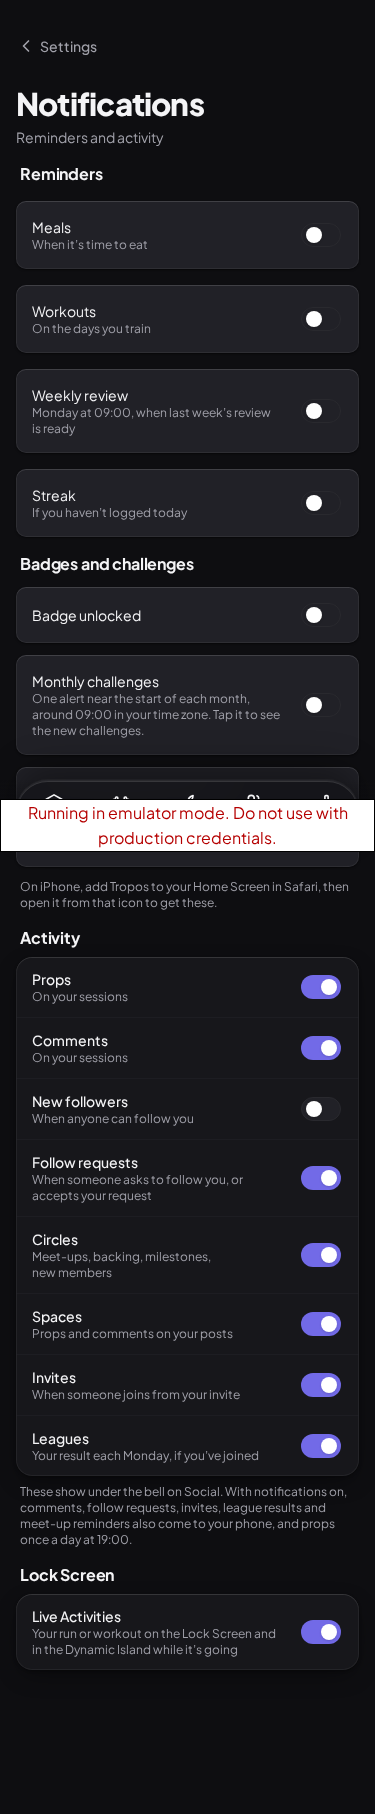 Settings
Notifications
Reminders and activity
Reminders
Meals
When it's time to eat
Workouts
On the days you train
Weekly review
Monday at 09:00, when last week's review
is ready
Streak
If you haven't logged today
Badges and challenges
Badge unlocked
Monthly challenges
One alert near the start of each month,
around 09:00 in your time zone. Tap it to see
the new challenges.
Running in emulator mode. Do not use with
production credentials.
On iPhone, add Tropos to your Home Screen in Safari, then
open it from that icon to get these.
Activity
Props
On your sessions
Comments
On your sessions
New followers
When anyone can follow you
Follow requests
When someone asks to follow you, or
accepts your request
Circles
Meet-ups, backing, milestones,
new members
Spaces
Props and comments on your posts
Invites
When someone joins from your invite
Leagues
Your result each Monday, if you've joined
These show under the bell on Social. With notifications on,
comments, follow requests, invites, league results and
meet-up reminders also come to your phone, and props
once a day at 19:00.
Lock Screen
Live Activities
Your run or workout on the Lock Screen and
in the Dynamic Island while it's going